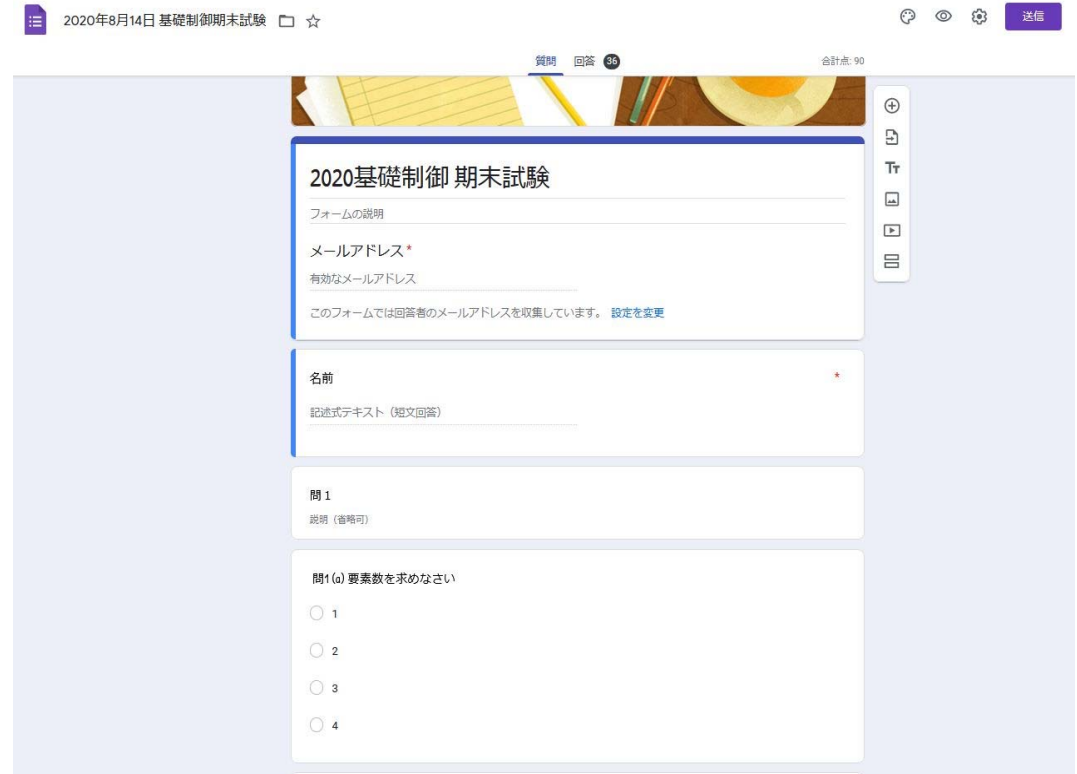 2020年8月14日 基礎制御期末試験
送信
質問 回答 36
合計点: 90
2020基礎制御 期末試験
フォームの説明
メールアドレス *
有効なメールアドレス
このフォームでは回答者のメールアドレスを収集しています。 設定を変更
名前 *
記述式テキスト（短文回答）
問 1
説明（省略可）
問1(a) 要素数を求めなさい
1
2
3
4
Tт